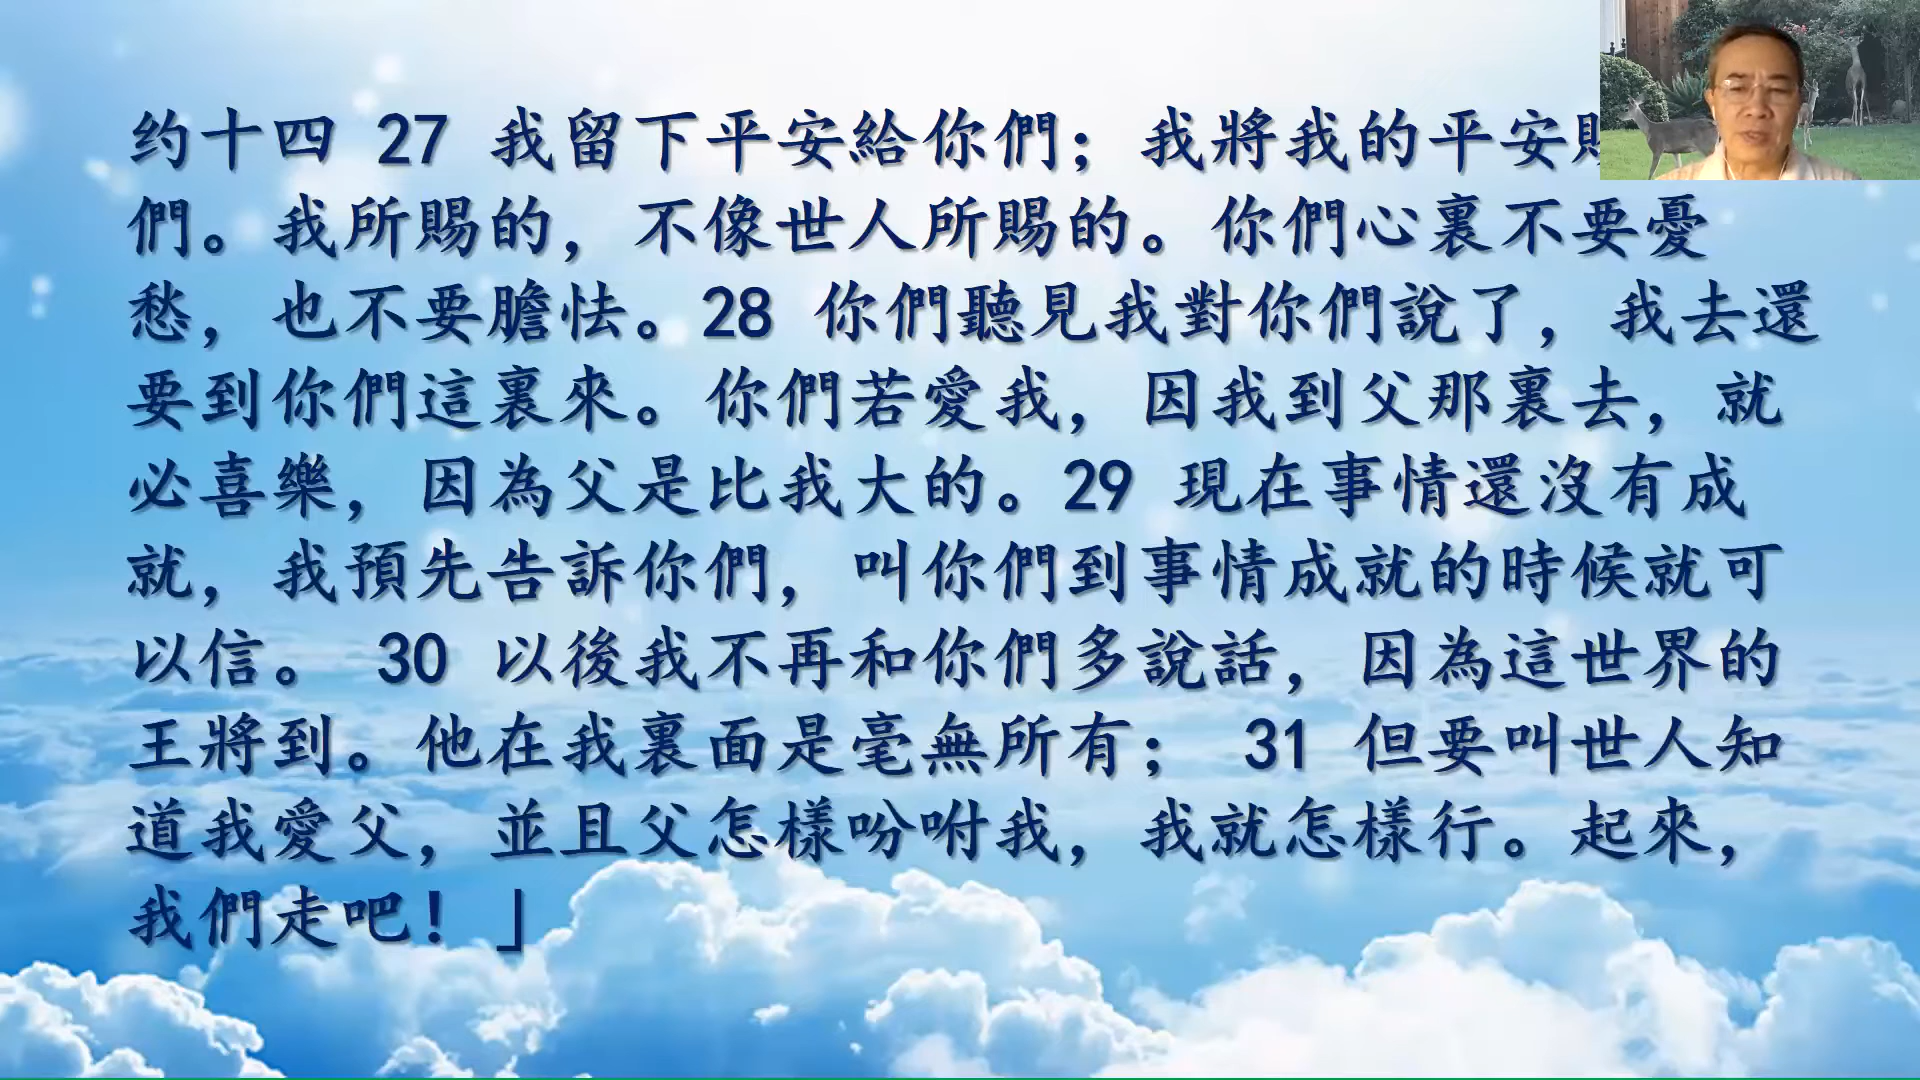 约十四 27 我留下平安給你們；我將我的平安賜
們。我所賜的，不像世人所賜的。你們心裏不要憂
愁，也不要膽怯。28 你們聽見我對你們說了，我去還
要到你們這裏來。你們若愛我，因我到父那裏去，就
必喜樂，因為父是比我大的。29 現在事情還沒有成
就，我預先告訴你們，叫你們到事情成就的時候就可
以信。 30 以後我不再和你們多說話，因為這世界的
王將到。他在我裏面是毫無所有； 31 但要叫世人知
道我愛父，並且父怎樣吩咐我，我就怎樣行。起來，
我們走吧！」